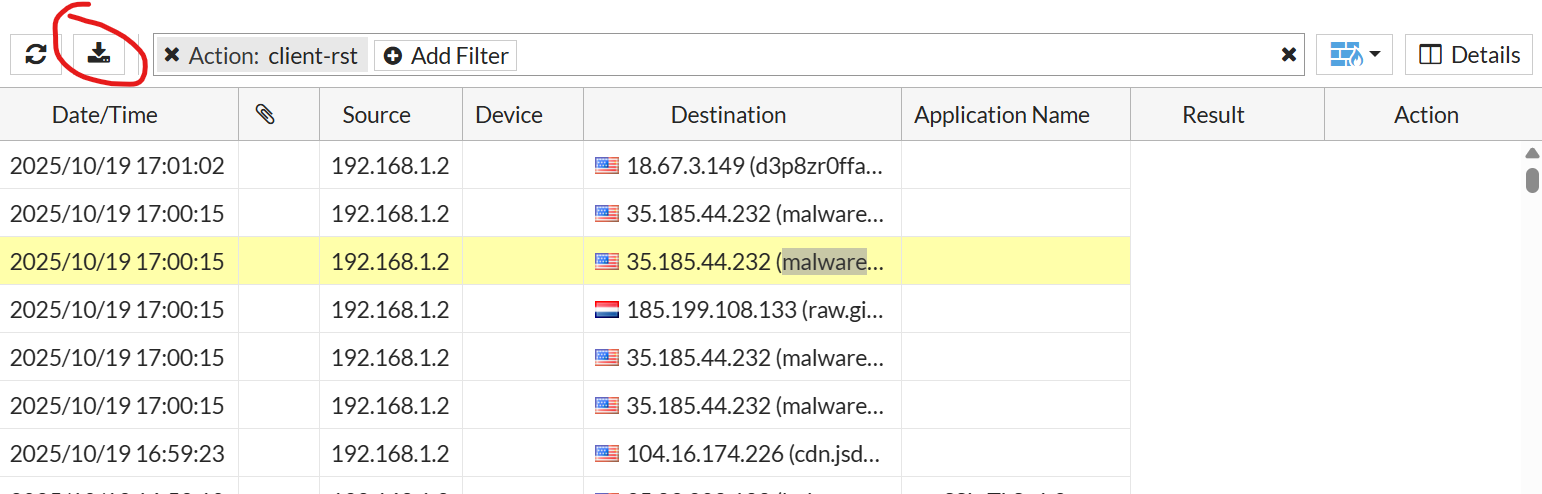 Action: client-rst Add Filter Details
Date/Time Source Device Destination Application Name Result Action
2025/10/19 17:01:02 192.168.1.2 18.67.3.149 (d3p8zr0ffa...
2025/10/19 17:00:15 192.168.1.2 35.185.44.232 (malware...
2025/10/19 17:00:15 192.168.1.2 35.185.44.232 (malware...
2025/10/19 17:00:15 192.168.1.2 185.199.108.133 (raw.gi...
2025/10/19 17:00:15 192.168.1.2 35.185.44.232 (malware...
2025/10/19 17:00:15 192.168.1.2 35.185.44.232 (malware...
2025/10/19 16:59:23 192.168.1.2 104.16.174.226 (cdn.jsd...